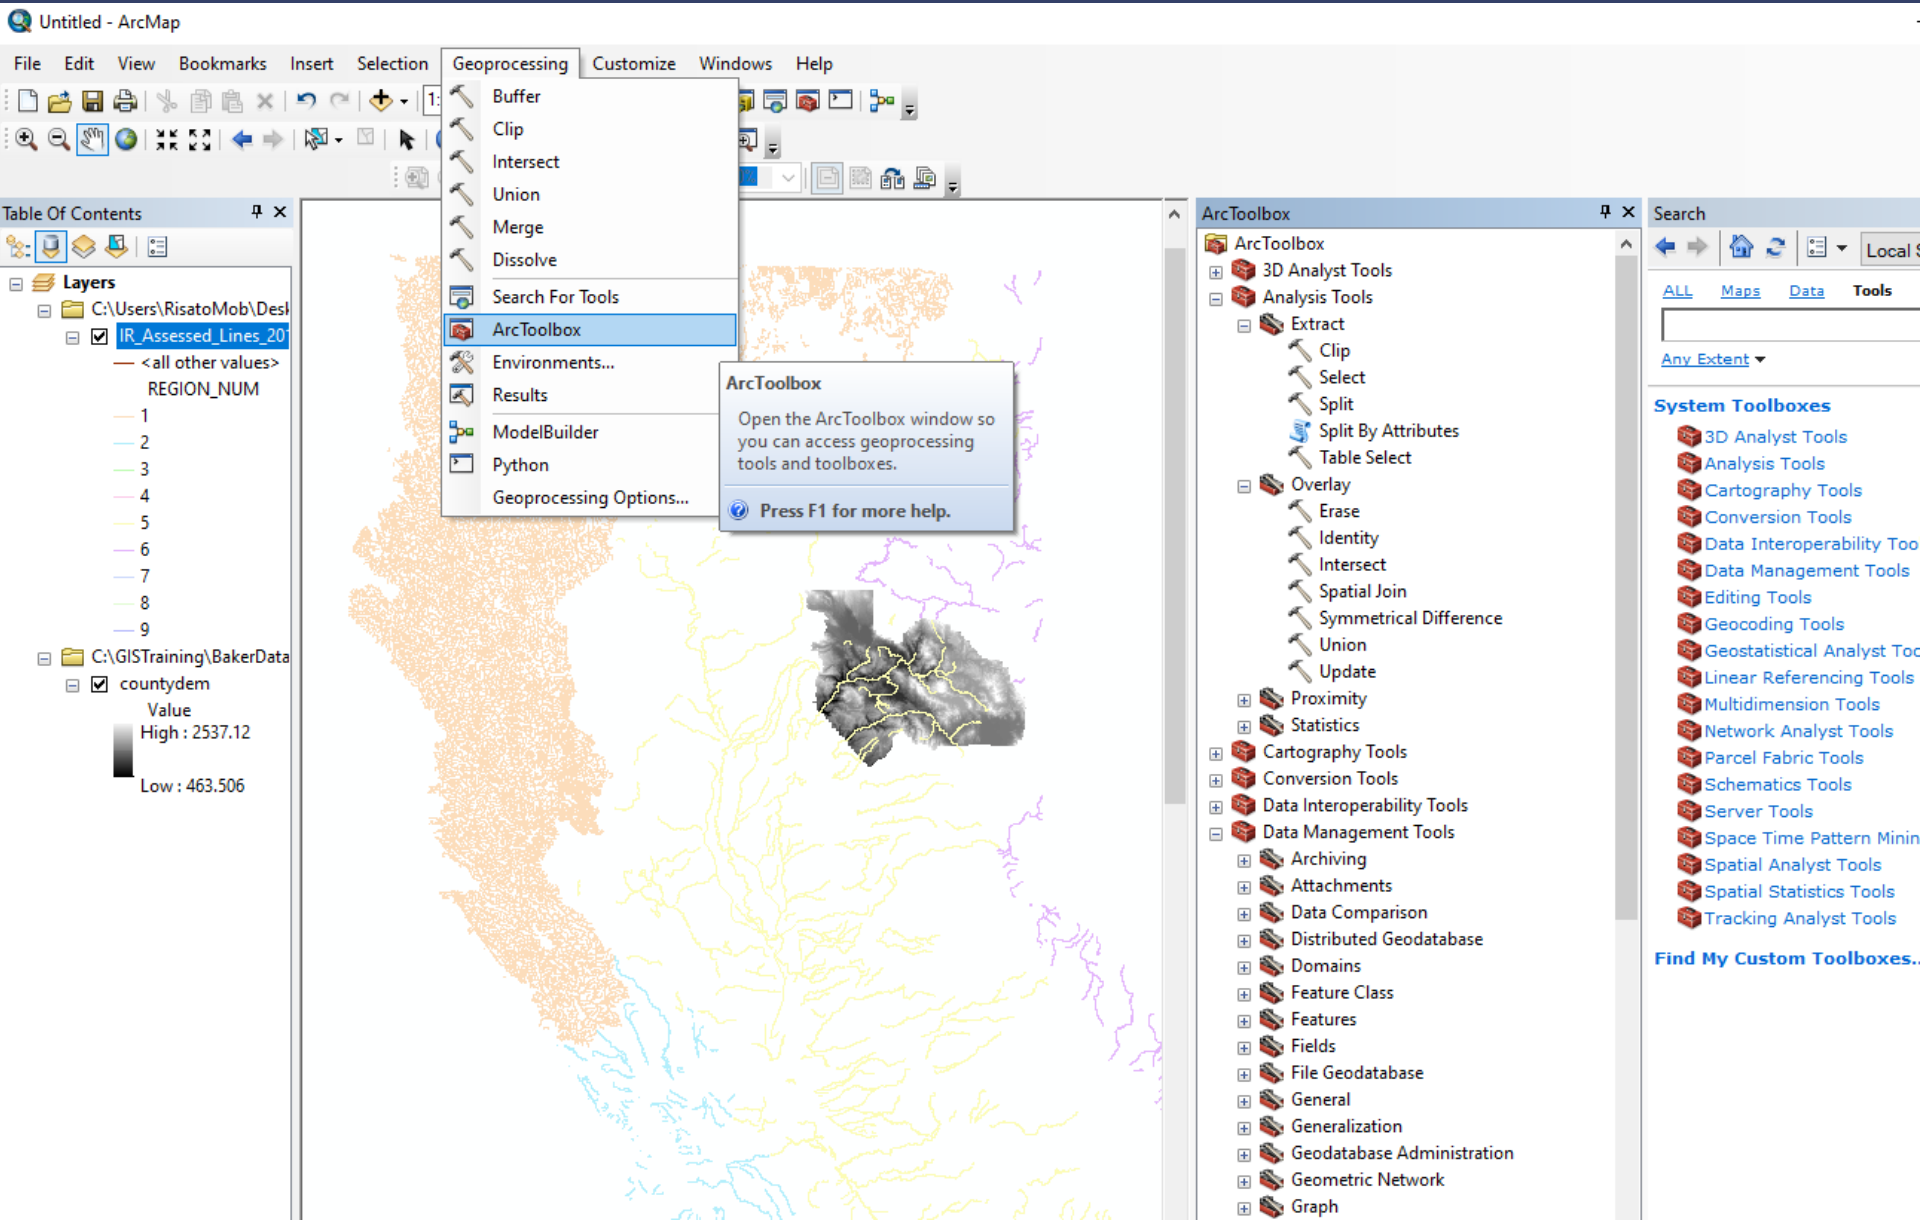 Untitled - ArcMap
File Edit View Bookmarks Insert Selection Geoprocessing Customize Windows Help
1:
Buffer
Clip
Intersect
Union
Merge
Dissolve
Search For Tools
ArcToolbox
Environments...
Results
ModelBuilder
Python
Geoprocessing Options...
ArcToolbox
Open the ArcToolbox window so
you can access geoprocessing
tools and toolboxes.
Press F1 for more help.
Table Of Contents
Layers
C:\Users\RisatoMob\Desk
IR_Assessed_Lines_20
<all other values>
REGION_NUM
1
2
3
4
5
6
7
8
9
C:\GISTraining\BakerData
countydem
Value
High : 2537.12
Low : 463.506
ArcToolbox
ArcToolbox
3D Analyst Tools
Analysis Tools
Extract
Clip
Select
Split
Split By Attributes
Table Select
Overlay
Erase
Identity
Intersect
Spatial Join
Symmetrical Difference
Union
Update
Proximity
Statistics
Cartography Tools
Conversion Tools
Data Interoperability Tools
Data Management Tools
Archiving
Attachments
Data Comparison
Distributed Geodatabase
Domains
Feature Class
Features
Fields
File Geodatabase
General
Generalization
Geodatabase Administration
Geometric Network
Graph
Search
Local S
ALL Maps Data Tools
Any Extent
System Toolboxes
3D Analyst Tools
Analysis Tools
Cartography Tools
Conversion Tools
Data Interoperability Too
Data Management Tools
Editing Tools
Geocoding Tools
Geostatistical Analyst Too
Linear Referencing Tools
Multidimension Tools
Network Analyst Tools
Parcel Fabric Tools
Schematics Tools
Server Tools
Space Time Pattern Minin
Spatial Analyst Tools
Spatial Statistics Tools
Tracking Analyst Tools
Find My Custom Toolboxes..